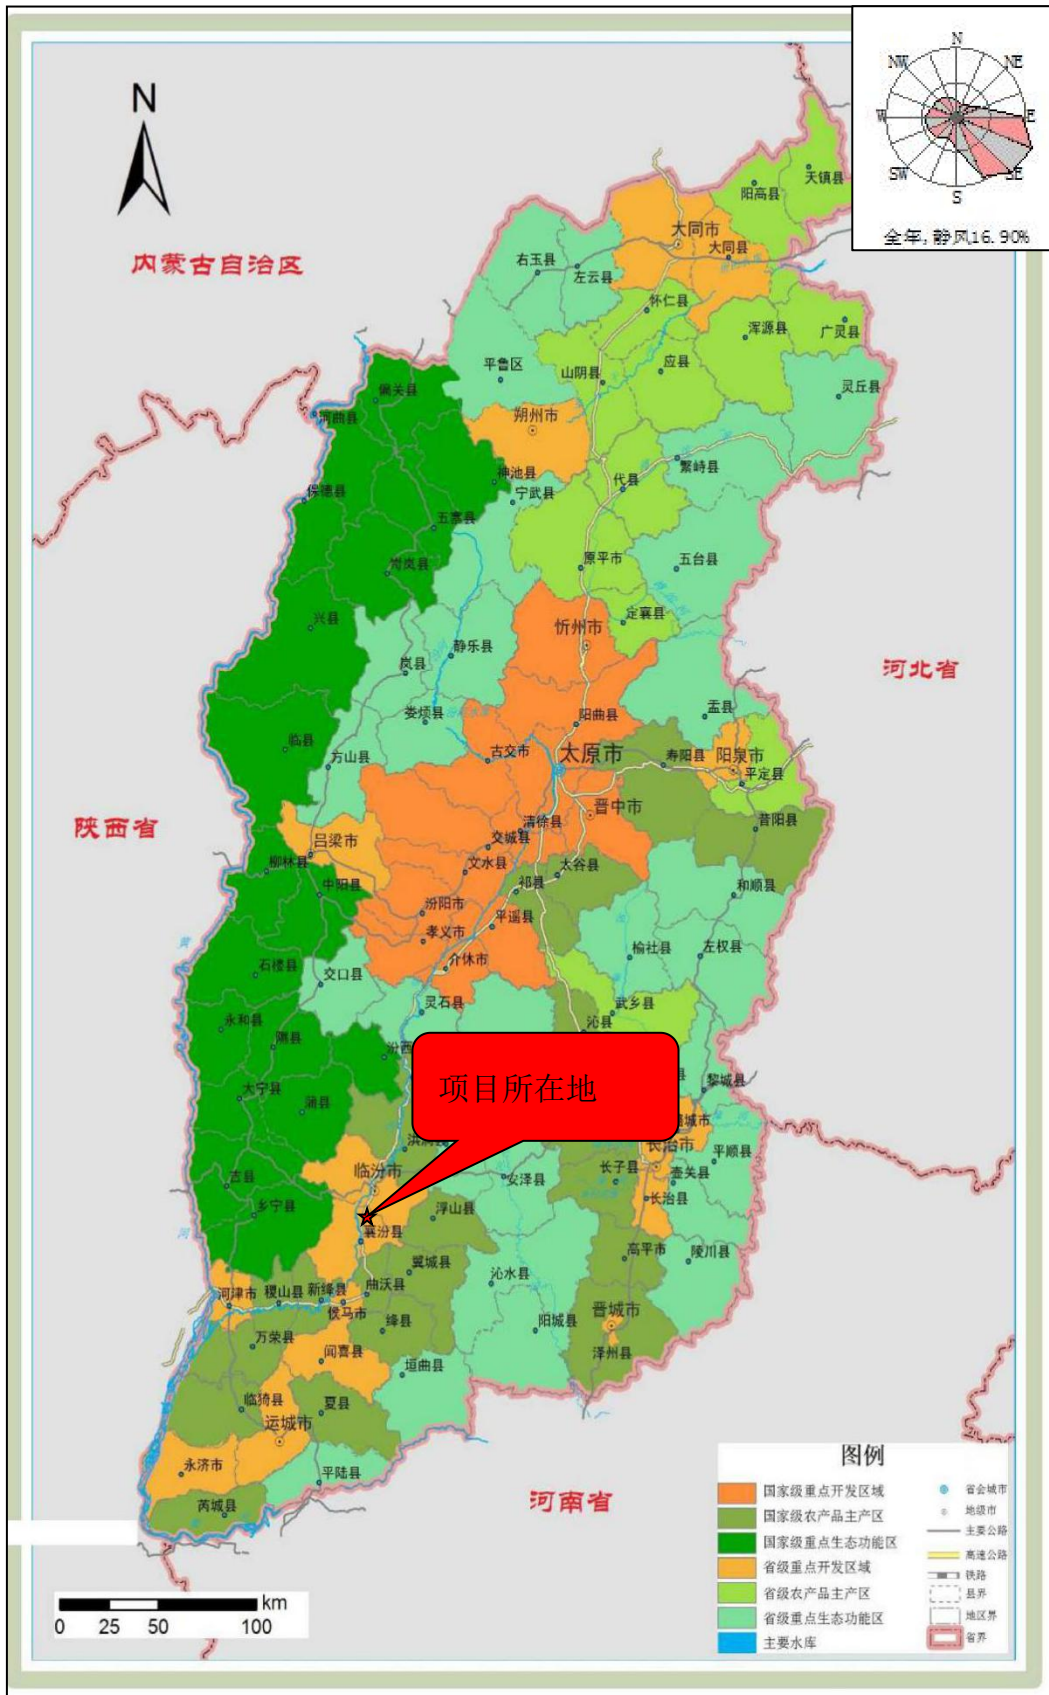 N
NW
NE
W
E
SW
SE
S
全年,静风16.90%
N
内蒙古自治区
天镇县
阳高县
大同市
大同县
右玉县
左云县
怀仁县
浑源县
广灵县
平鲁区
山阴县
应县
灵丘县
偏关县
河曲县
朔州市
神池县
繁峙县
保德县
宁武县
代县
五寨县
岢岚县
原平市
五台县
兴县
定襄县
忻州市
静乐县
岚县
河北省
娄烦县
阳曲县
盂县
临县
方山县
古交市
太原市
寿阳县
阳泉市
平定县
陕西省
晋中市
清徐县
昔阳县
吕梁市
交城县
柳林县
文水县
太谷县
中阳县
祁县
和顺县
汾阳市
平遥县
孝义市
榆社县
左权县
石楼县
交口县
介休市
灵石县
武乡县
永和县
沁县
隰县
汾西
项目所在地
县
黎城县
大宁县
蒲县
潞城市
洪洞
长治市
平顺县
临汾市
吉县
安泽县
长子县
壶关县
乡宁县
浮山县
长治县
襄汾县
高平市
陵川县
翼城县
沁水县
河津市
稷山县
新绛县
曲沃县
侯马市
绛县
阳城县
晋城市
万荣县
闻喜县
泽州县
垣曲县
临猗县
夏县
运城市
永济市
平陆县
芮城县
河南省
黄
河
图例
国家级重点开发区域
国家级农产品主产区
国家级重点生态功能区
省级重点开发区域
省级农产品主产区
省级重点生态功能区
主要水库
省会城市
地级市
主要公路
高速公路
铁路
县界
地区界
省界
km
0 25 50 100